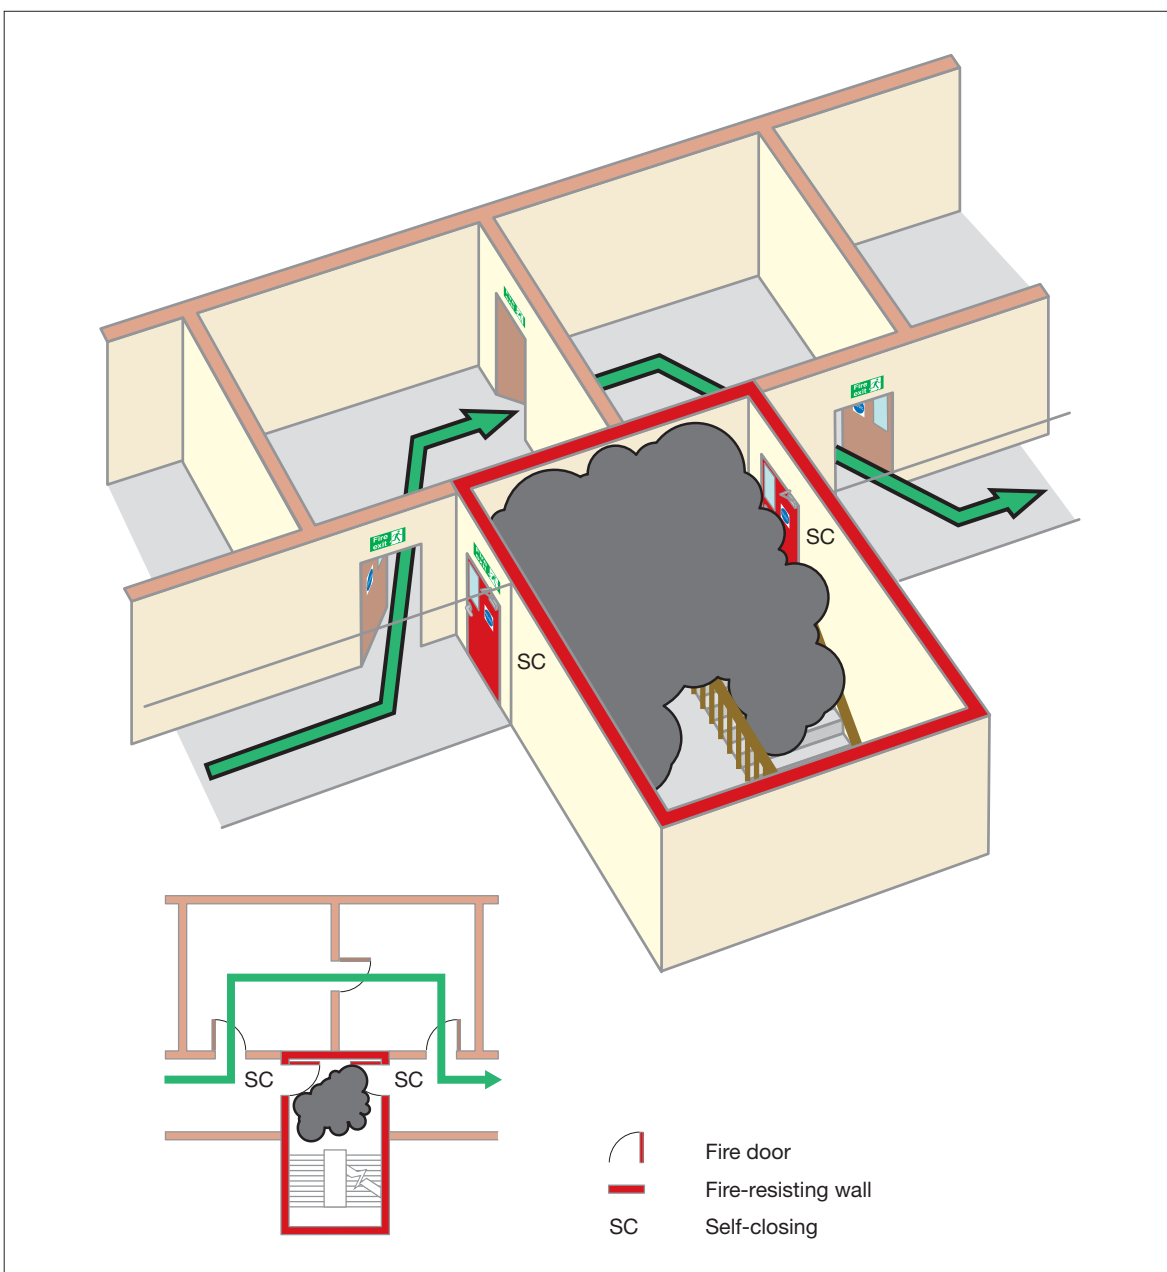 Fire
exit
Fire
exit
SC
SC
SC
SC
Fire door
Fire-resisting wall
SC
Self-closing